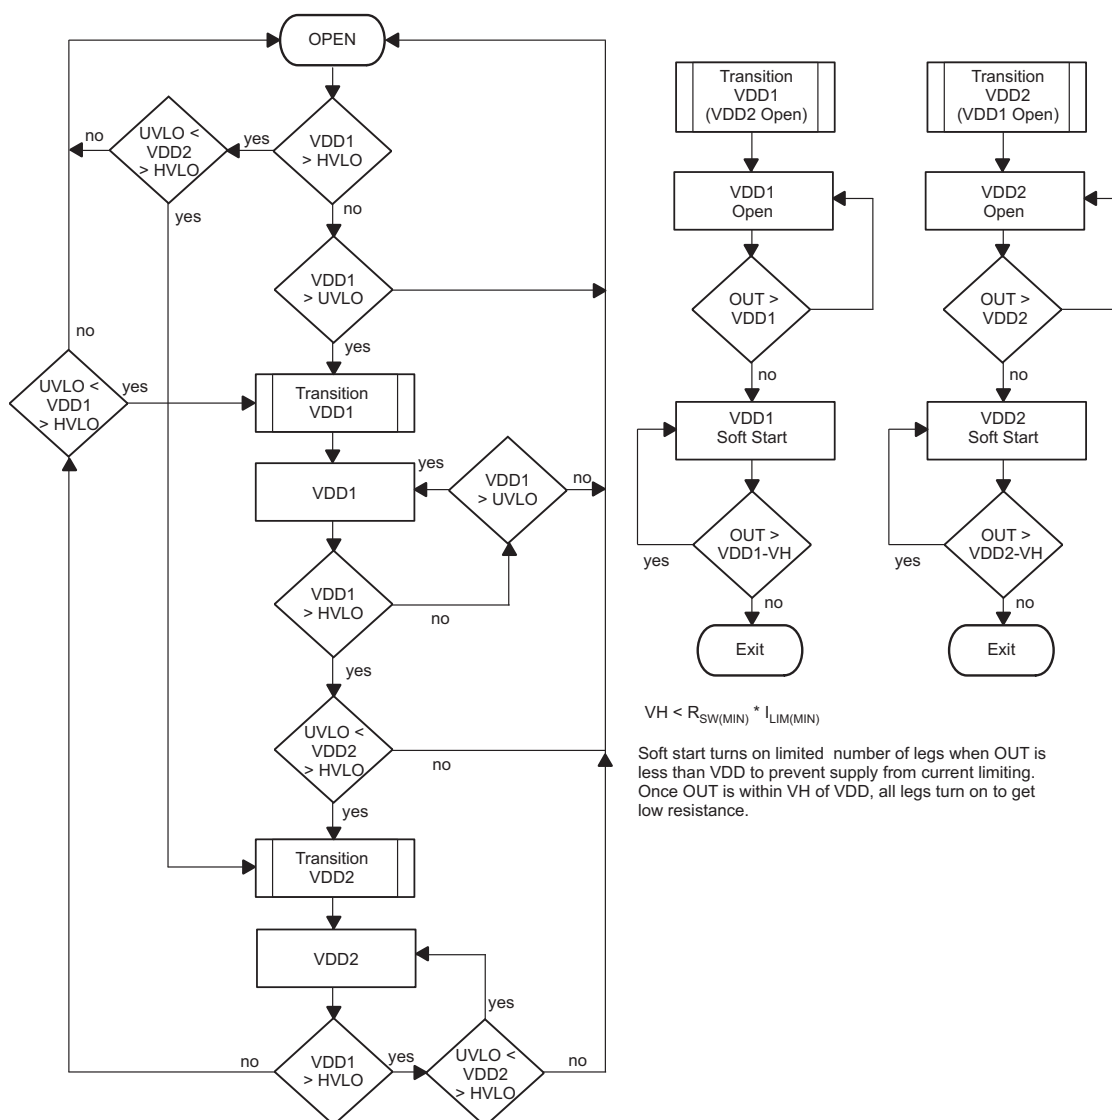 OPEN
no
UVLO <
VDD2
> HVLO
yes
VDD1
> HVLO
yes
no
VDD1
> UVLO
no
yes
UVLO <
VDD1
> HVLO
yes
Transition
VDD1
VDD1
yes
VDD1
> UVLO
no
VDD1
> HVLO
no
yes
UVLO <
VDD2
> HVLO
no
yes
Transition
VDD2
VDD2
yes
no
VDD1
> HVLO
yes
UVLO <
VDD2
> HVLO
no
Transition
VDD1
(VDD2 Open)
VDD1
Open
OUT >
VDD1
no
VDD1
Soft Start
OUT >
VDD1-VH
yes
no
Exit
Transition
VDD2
(VDD1 Open)
VDD2
Open
OUT >
VDD2
no
VDD2
Soft Start
OUT >
VDD2-VH
yes
no
Exit
VH < RSW(MIN) * ILIM(MIN)
Soft start turns on limited number of legs when OUT is
less than VDD to prevent supply from current limiting.
Once OUT is within VH of VDD, all legs turn on to get
low resistance.